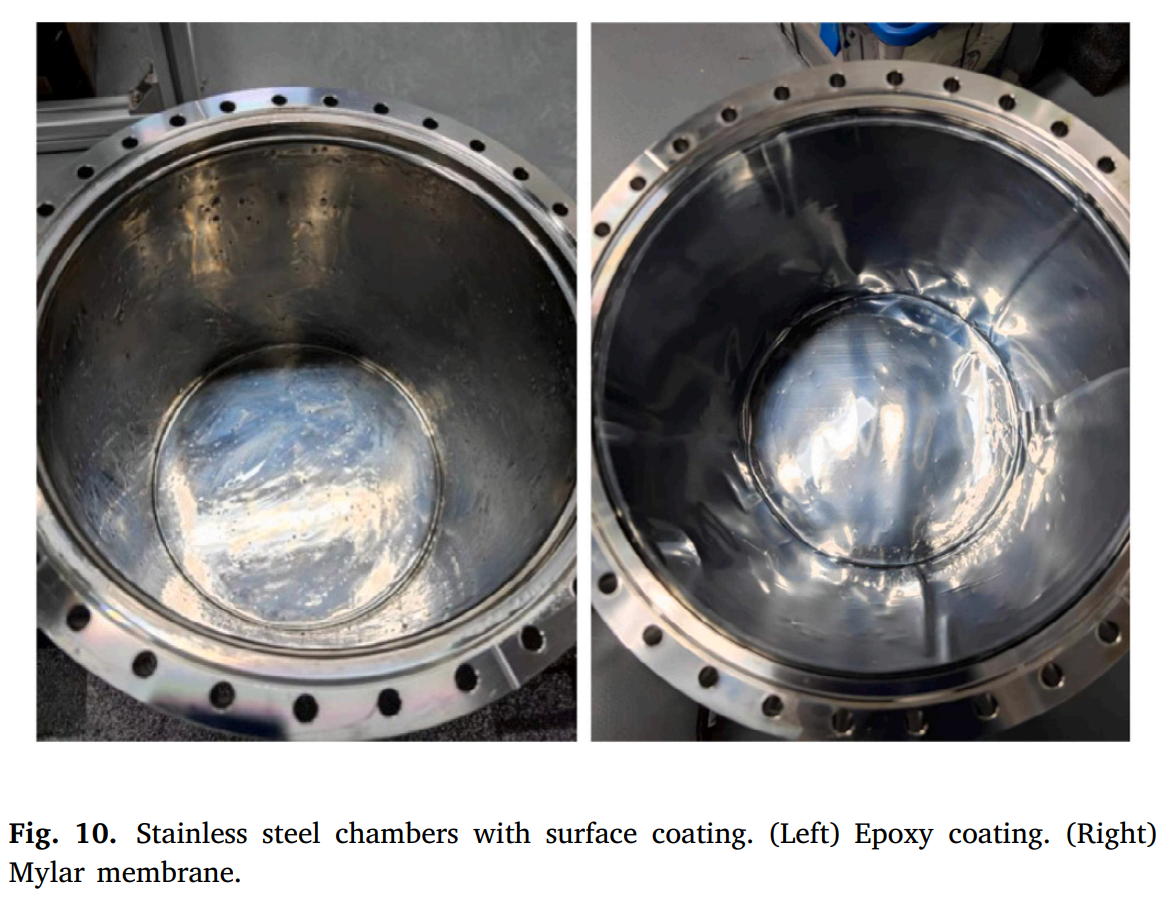 Fig. 10. Stainless steel chambers with surface coating. (Left) Epoxy coating. (Right)
Mylar membrane.